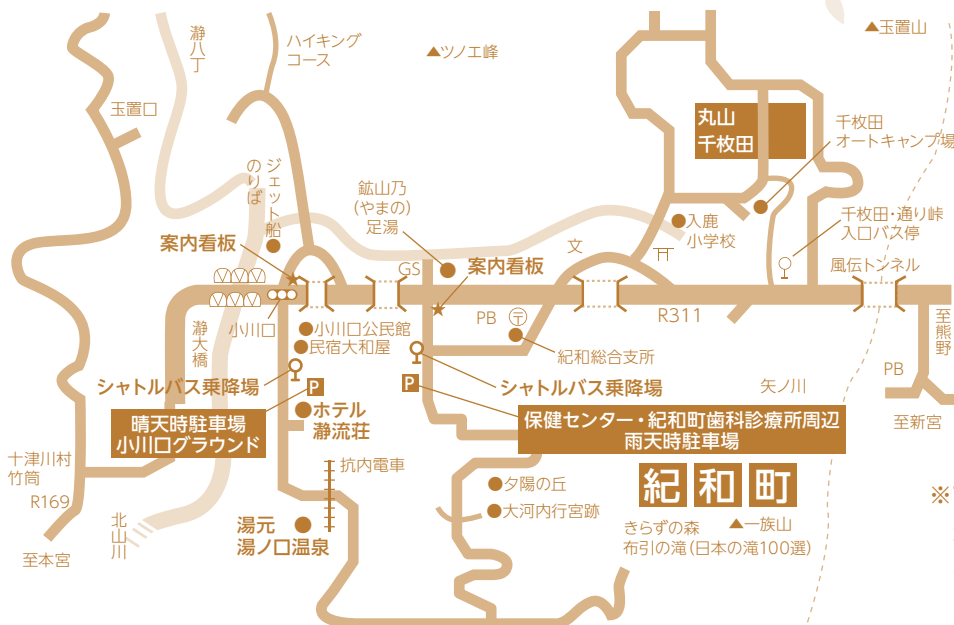 瀞八丁
ハイキング
コース
▲ツノエ峰
▲玉置山
玉置口
丸山
千枚田
千枚田
オートキャンプ場
ジェット船
のりば
鉱山乃
(やまの)
足湯
入鹿
小学校
千枚田・通り峠
入口バス停
案内看板
文
GS
案内看板
風伝トンネル
小川口
瀞大橋
小川口公民館
民宿大和屋
PB
〒
R311
紀和総合支所
至熊野
PB
シャトルバス乗降場
P
P
シャトルバス乗降場
矢ノ川
晴天時駐車場
小川口グラウンド
ホテル
瀞流荘
保健センター・紀和町歯科診療所周辺
雨天時駐車場
至新宮
十津川村
竹筒
R169
抗内電車
夕陽の丘
大河内行宮跡
紀和町
※
北山川
湯元
湯ノ口温泉
きらずの森
▲一族山
布引の滝(日本の滝100選)
至本宮